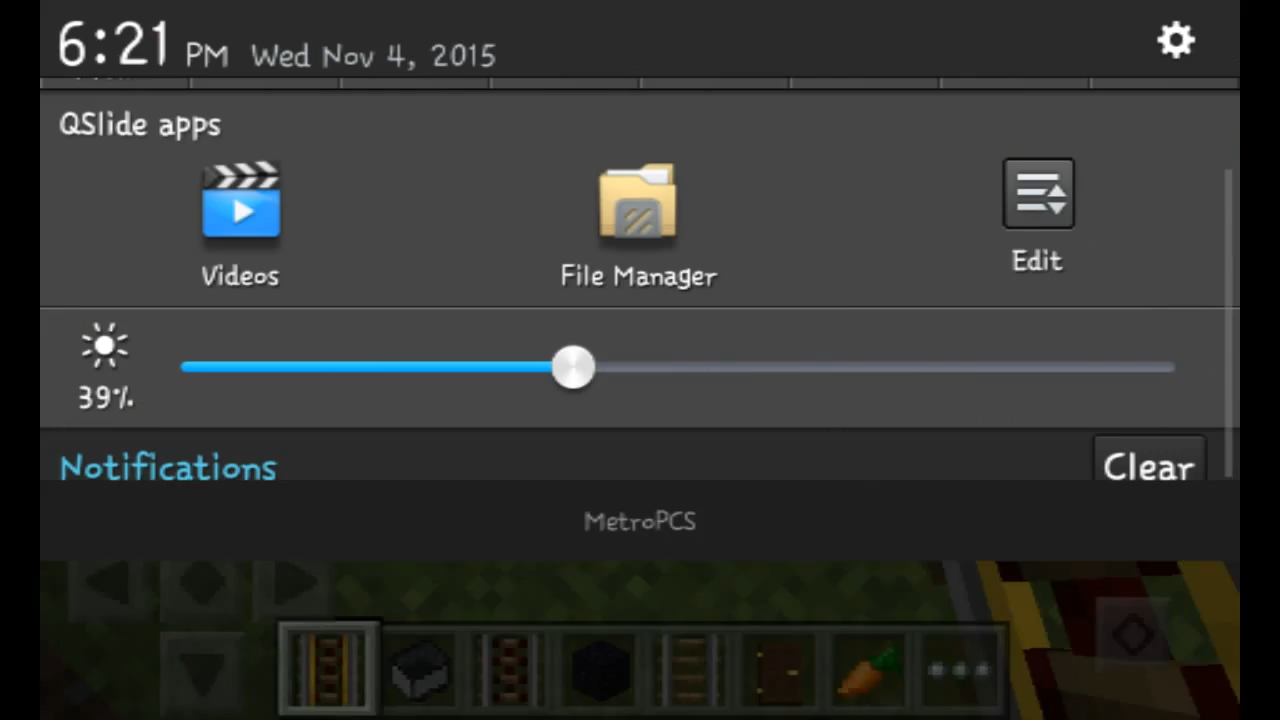 6:21 PM Wed Nov 4, 2015
QSlide apps
Videos
File Manager
Edit
39%
Notifications
Clear
MetroPCS